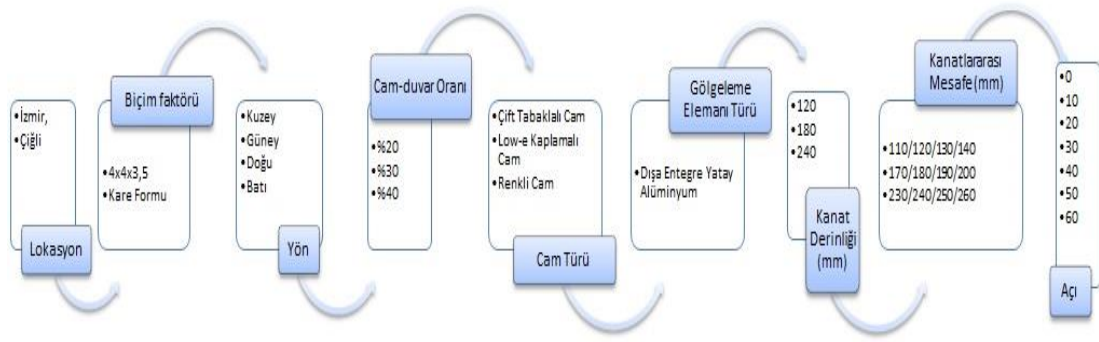 •İzmir,
•Çiğli
Lokasyon
Biçim faktörü
•4x4x3,5
•Kare Formu
•Kuzey
•Güney
•Doğu
•Batı
Yön
Cam-duvar Oranı
•%20
•%30
•%40
•Çift Tabaklalı Cam
•Low-e Kaplamalı
Cam
•Renkli Cam
Cam Türü
Gölgeleme
Elemanı Türü
•Dışa Entegre Yatay
Alüminyum
•120
•180
•240
Kanat
Derinliği
(mm)
Kanatlararası
Mesafe(mm)
•110/120/130/140
•170/180/190/200
•230/240/250/260
•0
•10
•20
•30
•40
•50
•60
Açı